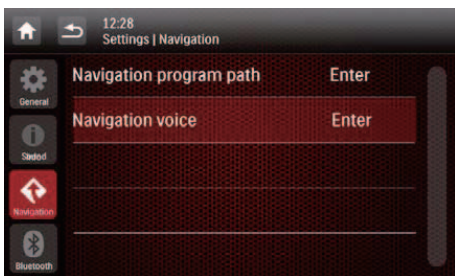 12:28
Settings | Navigation
Navigation program path Enter
General
Navigation voice Enter
Navigation
Bluetooth